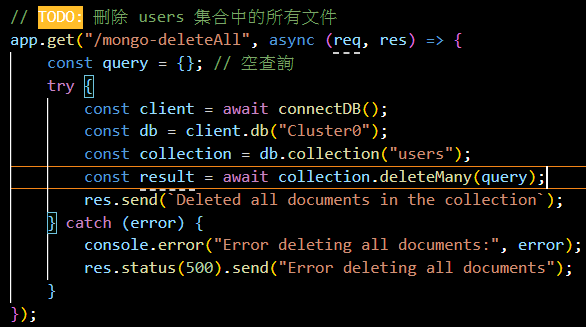 // TODO: 刪除 users 集合中的所有文件
app.get("/mongo-deleteAll", async (req, res) => {
    const query = {}; // 空查詢
    try {
        const client = await connectDB();
        const db = client.db("Cluster0");
        const collection = db.collection("users");
        const result = await collection.deleteMany(query);
        res.send(`Deleted all documents in the collection`);
    } catch (error) {
        console.error("Error deleting all documents:", error);
        res.status(500).send("Error deleting all documents");
    }
});